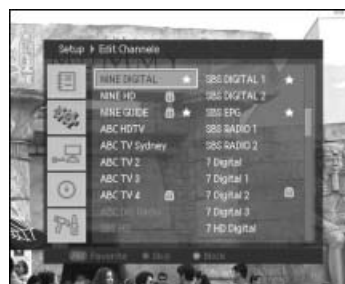 Setup Edit Channels
NINE DIGITAL
NINE HD
NINE GUIDE
ABC HDTV
ABC TV Sydney
ABC TV 2
ABC TV 3
ABC TV 4
SBS DIGITAL 1
SBS DIGITAL 2
SBS EPG
SBS RADIO 1
SBS RADIO 2
7 Digital
7 Digital 1
7 Digital 2
7 Digital 3
7 HD Digital
Favorite Skip Block